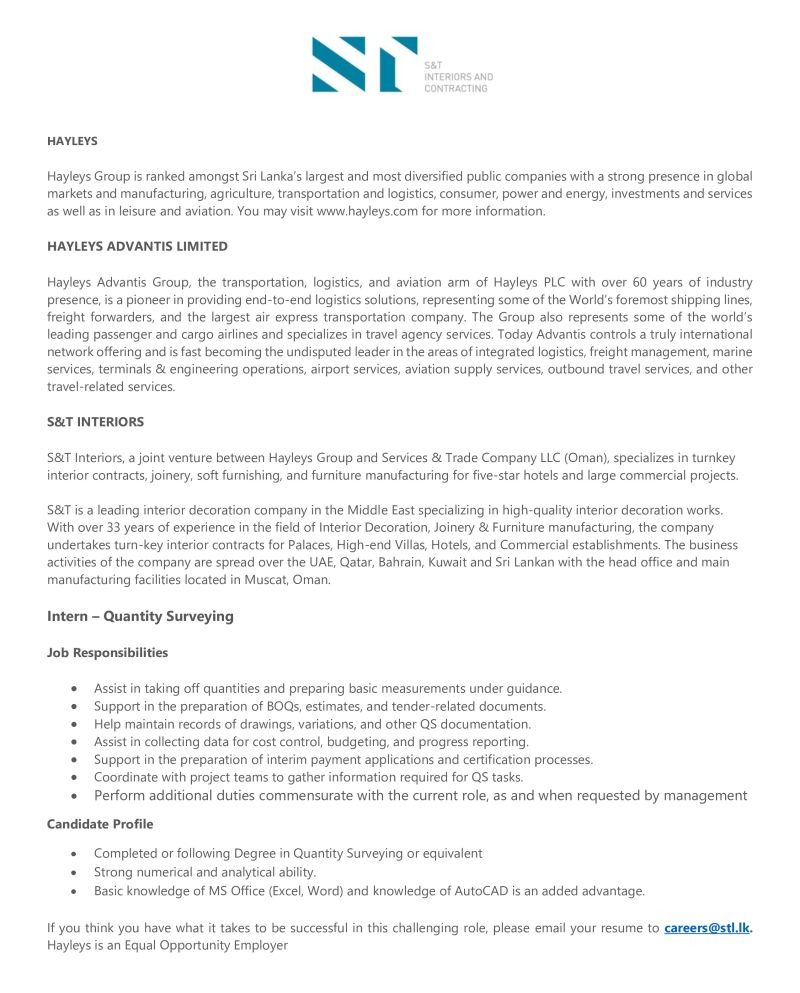 ST
S&T
INTERIORS AND
CONTRACTING
HAYLEYS
Hayleys Group is ranked amongst Sri Lanka's largest and most diversified public companies with a strong presence in global
markets and manufacturing, agriculture, transportation and logistics, consumer, power and energy, investments and services
as well as in leisure and aviation. You may visit www.hayleys.com for more information.
HAYLEYS ADVANTIS LIMITED
Hayleys Advantis Group, the transportation, logistics, and aviation arm of Hayleys PLC with over 60 years of industry
presence, is a pioneer in providing end-to-end logistics solutions, representing some of the World's foremost shipping lines,
freight forwarders, and the largest air express transportation company. The Group also represents some of the world's
leading passenger and cargo airlines and specializes in travel agency services. Today Advantis controls a truly international
network offering and is fast becoming the undisputed leader in the areas of integrated logistics, freight management, marine
services, terminals & engineering operations, airport services, aviation supply services, outbound travel services, and other
travel-related services.
S&T INTERIORS
S&T Interiors, a joint venture between Hayleys Group and Services & Trade Company LLC (Oman), specializes in turnkey
interior contracts, joinery, soft furnishing, and furniture manufacturing for five-star hotels and large commercial projects.
S&T is a leading interior decoration company in the Middle East specializing in high-quality interior decoration works.
With over 33 years of experience in the field of Interior Decoration, Joinery & Furniture manufacturing, the company
undertakes turn-key interior contracts for Palaces, High-end Villas, Hotels, and Commercial establishments. The business
activities of the company are spread over the UAE, Qatar, Bahrain, Kuwait and Sri Lankan with the head office and main
manufacturing facilities located in Muscat, Oman.
Intern – Quantity Surveying
Job Responsibilities
• Assist in taking off quantities and preparing basic measurements under guidance.
• Support in the preparation of BOQs, estimates, and tender-related documents.
• Help maintain records of drawings, variations, and other QS documentation.
• Assist in collecting data for cost control, budgeting, and progress reporting.
• Support in the preparation of interim payment applications and certification processes.
• Coordinate with project teams to gather information required for QS tasks.
• Perform additional duties commensurate with the current role, as and when requested by management
Candidate Profile
• Completed or following Degree in Quantity Surveying or equivalent
• Strong numerical and analytical ability.
• Basic knowledge of MS Office (Excel, Word) and knowledge of AutoCAD is an added advantage.
If you think you have what it takes to be successful in this challenging role, please email your resume to careers@stl.lk.
Hayleys is an Equal Opportunity Employer